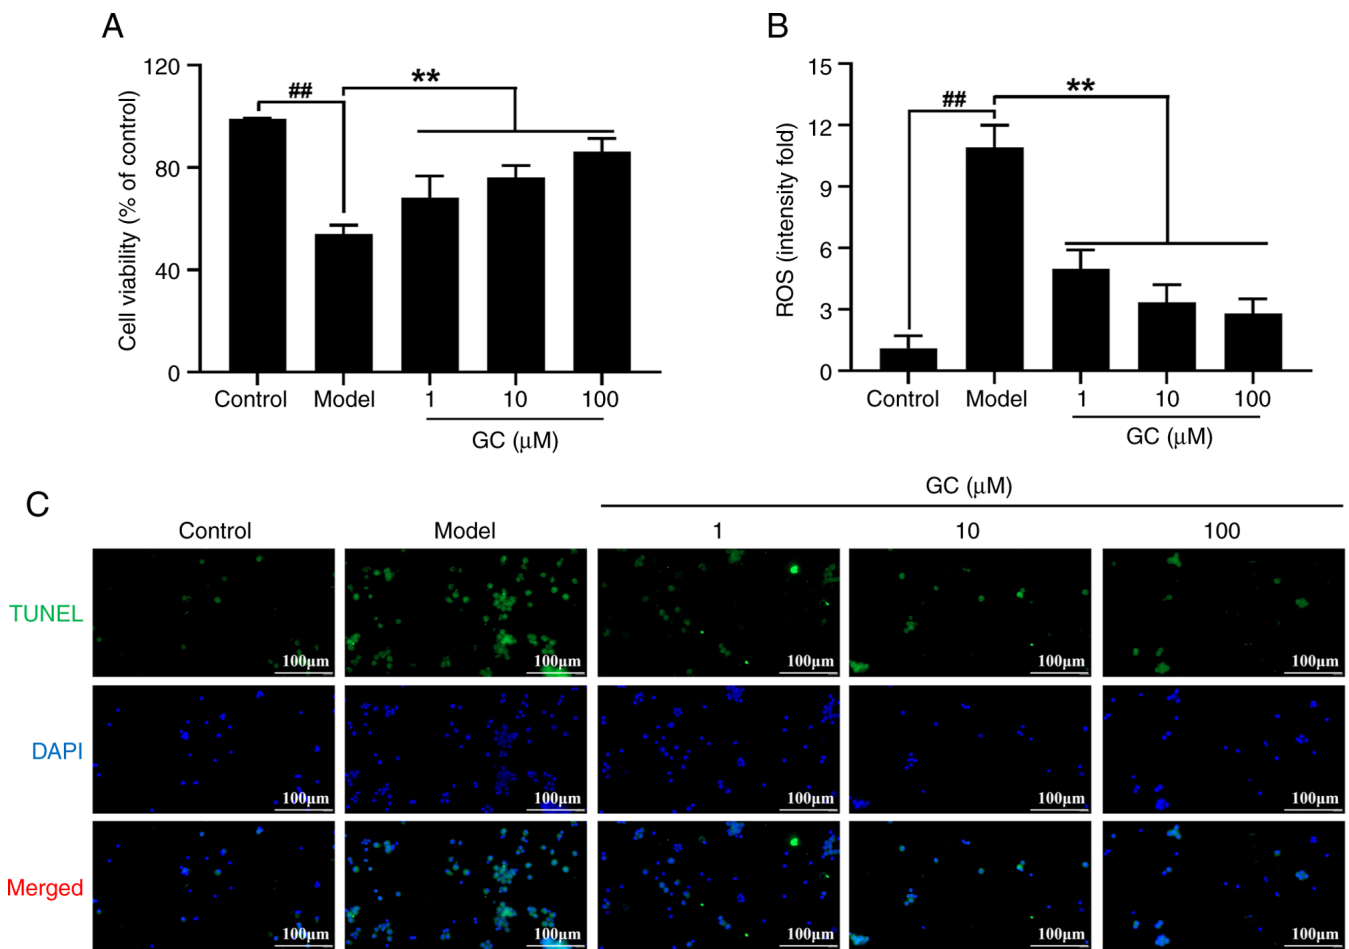 A
120
80
40
0
Cell viability (% of control)
##
**
Control Model 1 10 100
GC (μM)
B
15
12
9
6
3
0
ROS (intensity fold)
##
**
Control Model 1 10 100
GC (μM)
C
GC (μM)
Control Model 1 10 100
TUNEL
100μm 100μm 100μm 100μm 100μm
DAPI
100μm 100μm 100μm 100μm 100μm
Merged
100μm 100μm 100μm 100μm 100μm